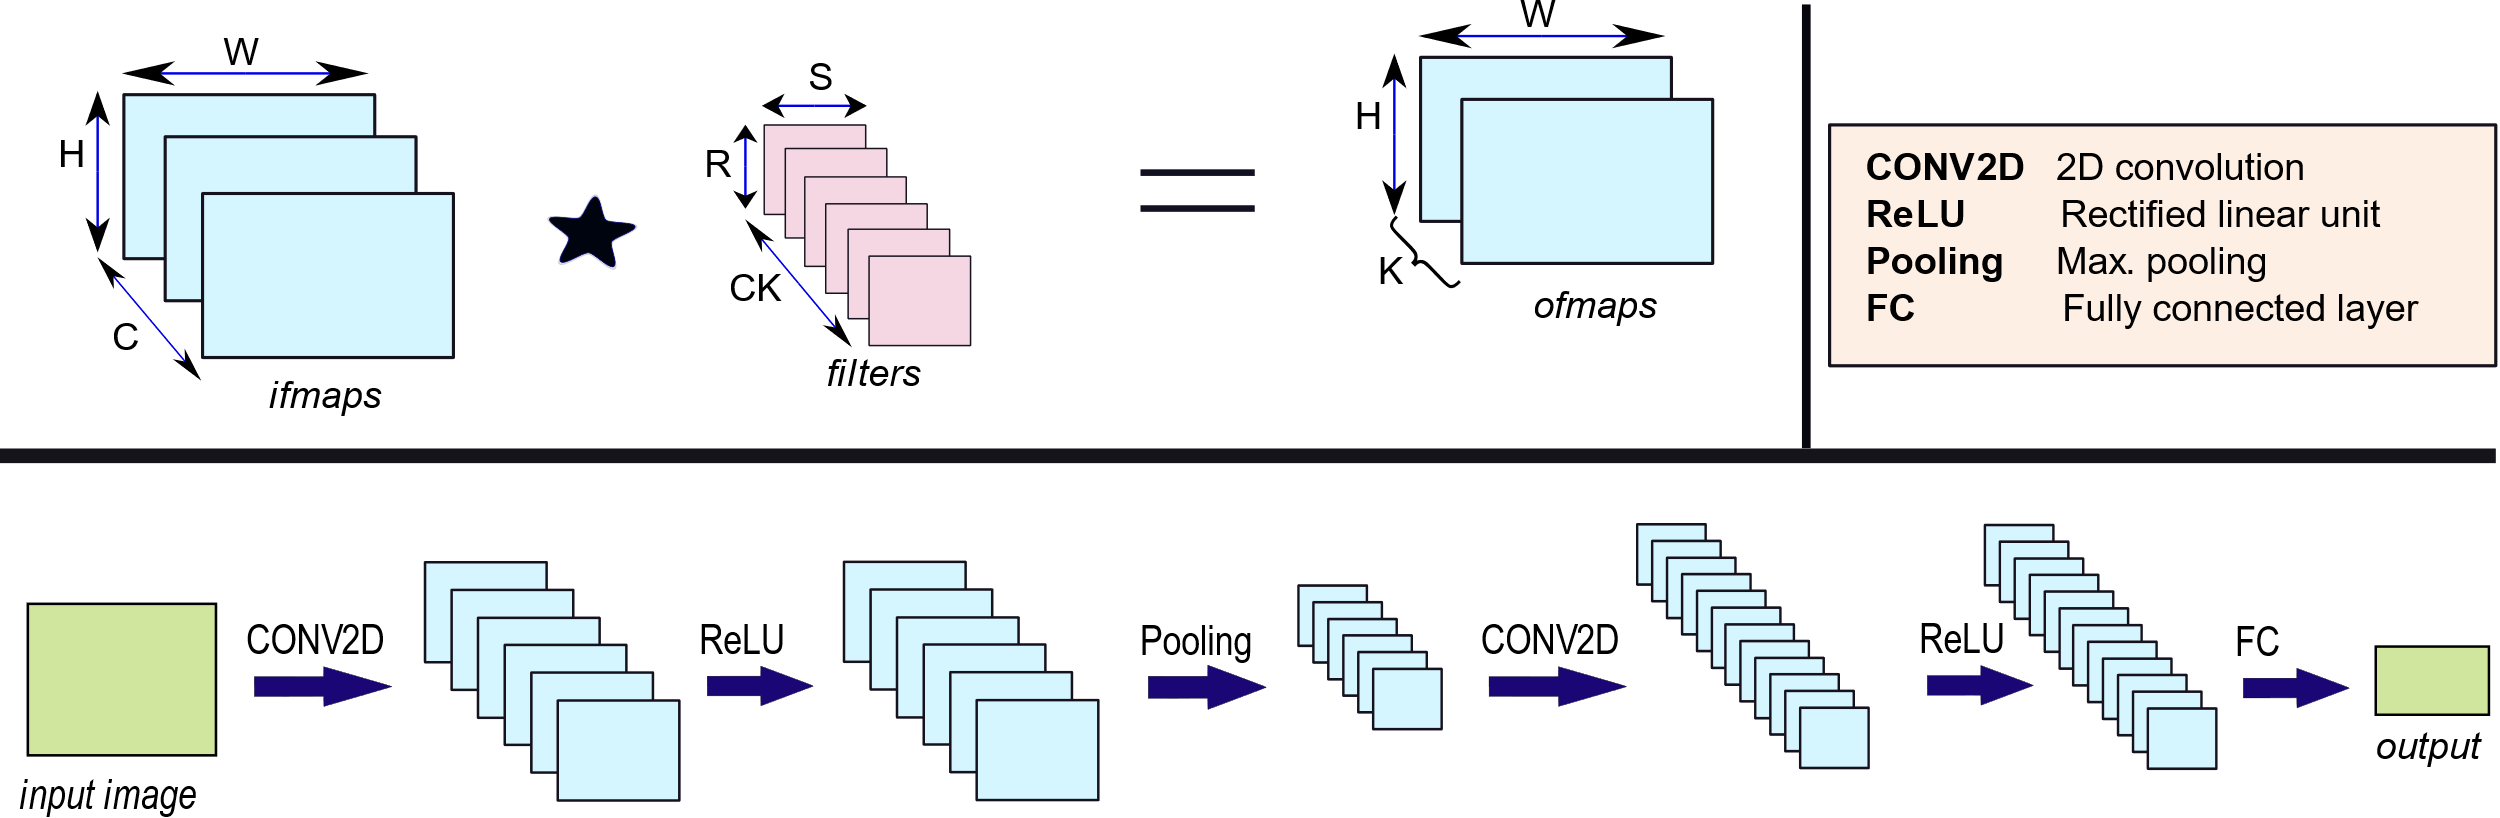 W
H
C
ifmaps
S
R
CK
filters
W
H
K
ofmaps
CONV2D 2D convolution
ReLU Rectified linear unit
Pooling Max. pooling
FC Fully connected layer
input image
CONV2D
ReLU
Pooling
CONV2D
ReLU
FC
output